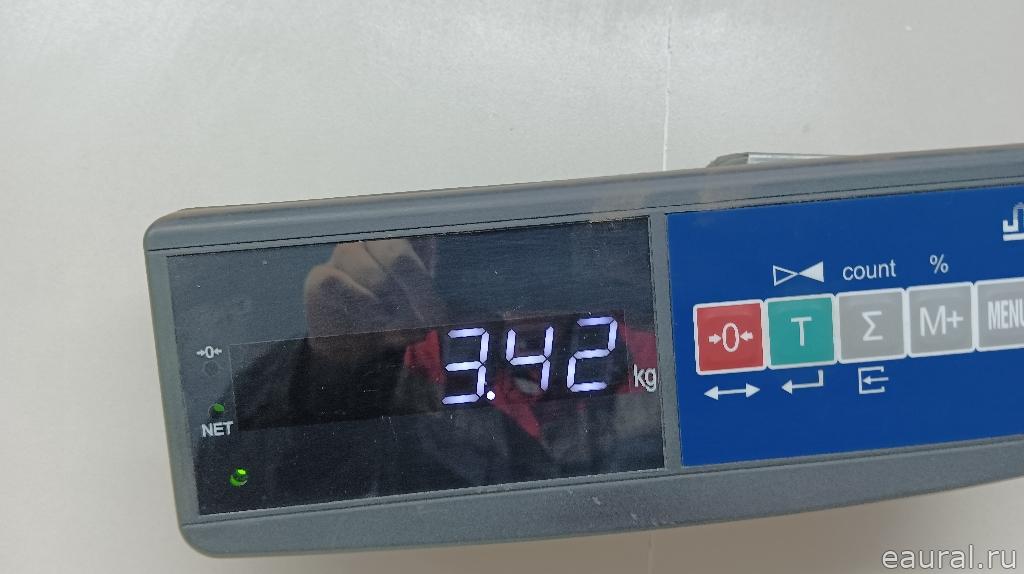 count %
→0← T Σ M+ MENU
→0←
3.42 kg
NET
eaural.ru